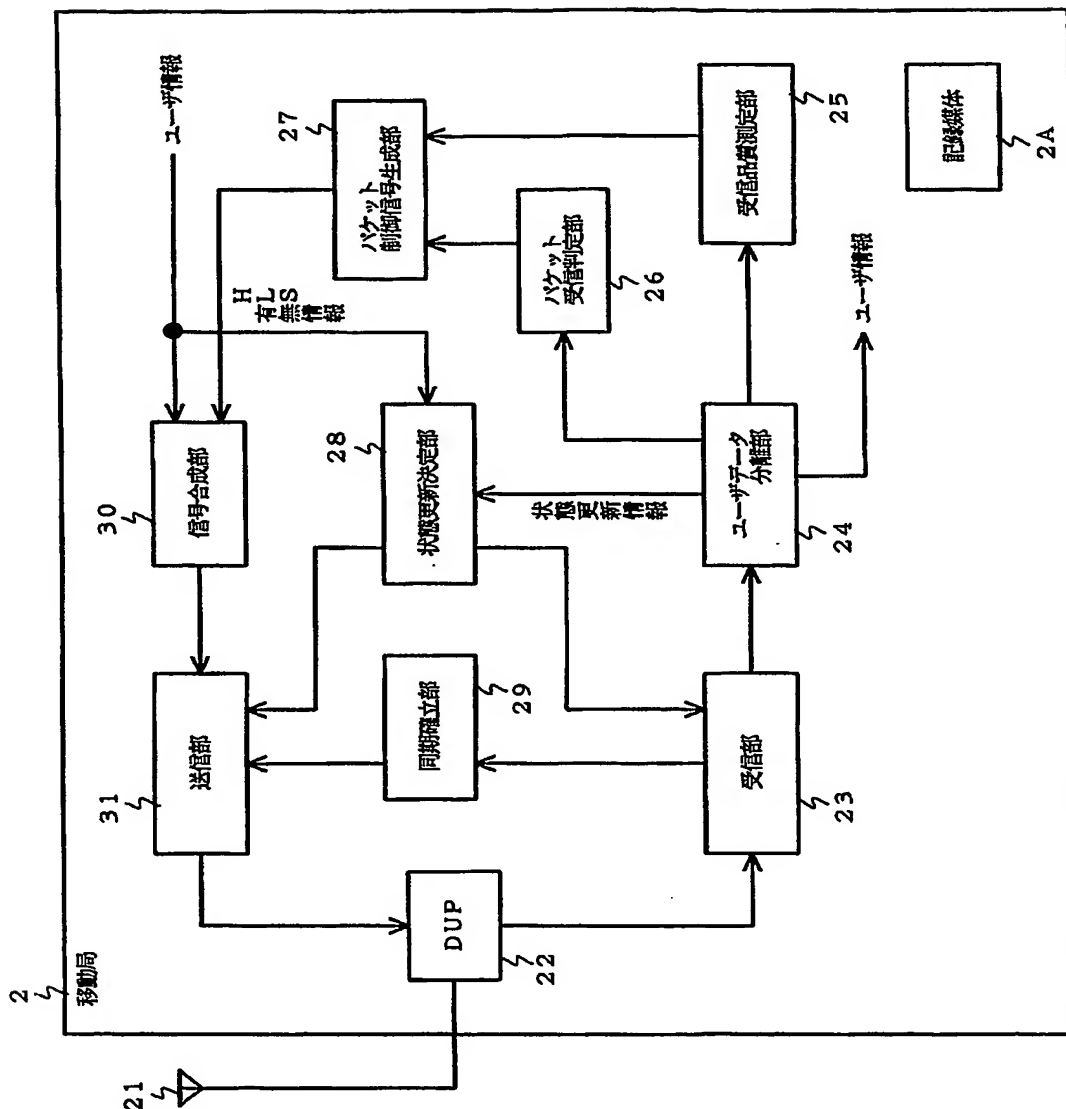 2
移動局
21
DUP
22
31
送信部
30
信号合成部
ユーザ情報
27
パケット
制御信号生成部
HLS
有無情報
28
状態更新決定部
同期確立部
29
パケット
受信判定部
26
状態更新情報
受信部
23
ユーザデータ
分離部
24
受信品質測定部
25
ユーザ情報
記録媒体
2A